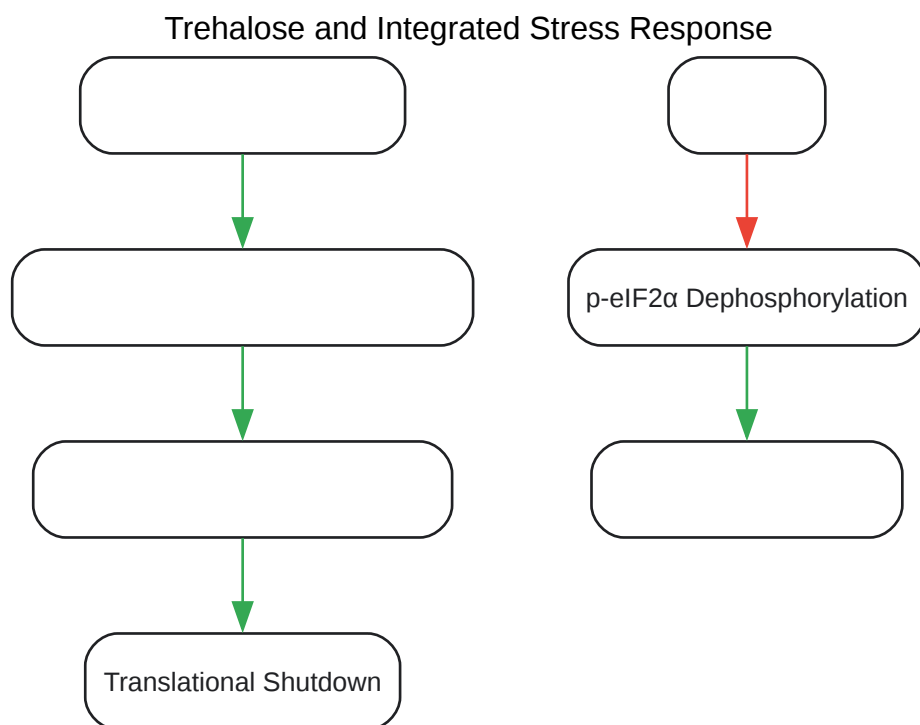 Trehalose and Integrated Stress Response
p-eIF2α Dephosphorylation
Translational Shutdown